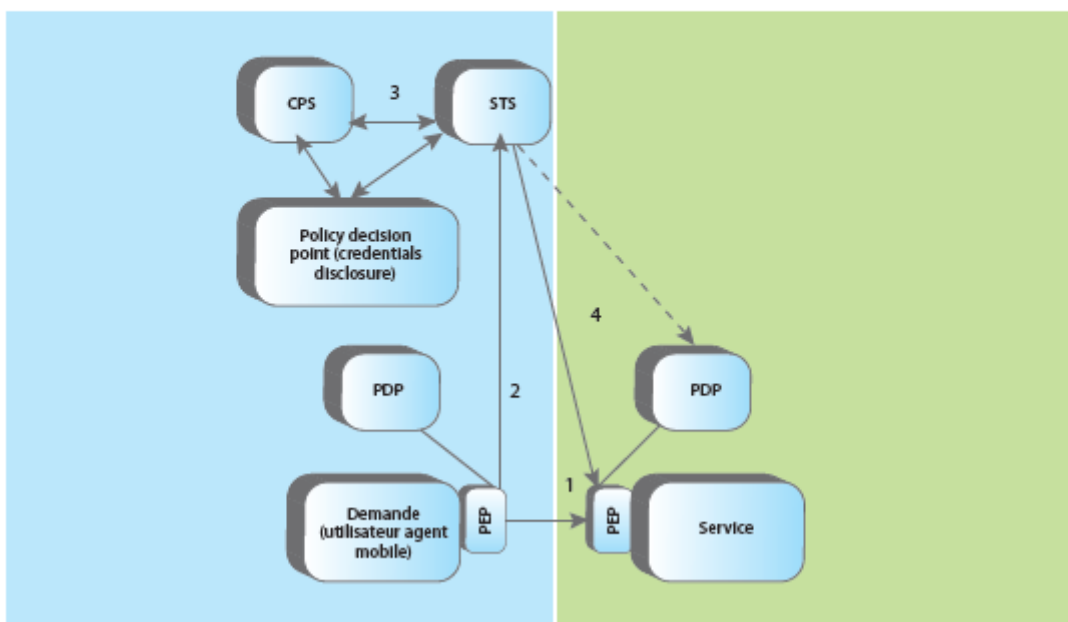 CPS
3
STS
Policy decision
point (credentials
disclosure)
4
PDP
2
PDP
1
Demande
(utilisateur agent
mobile)
PEP
PEP
Service